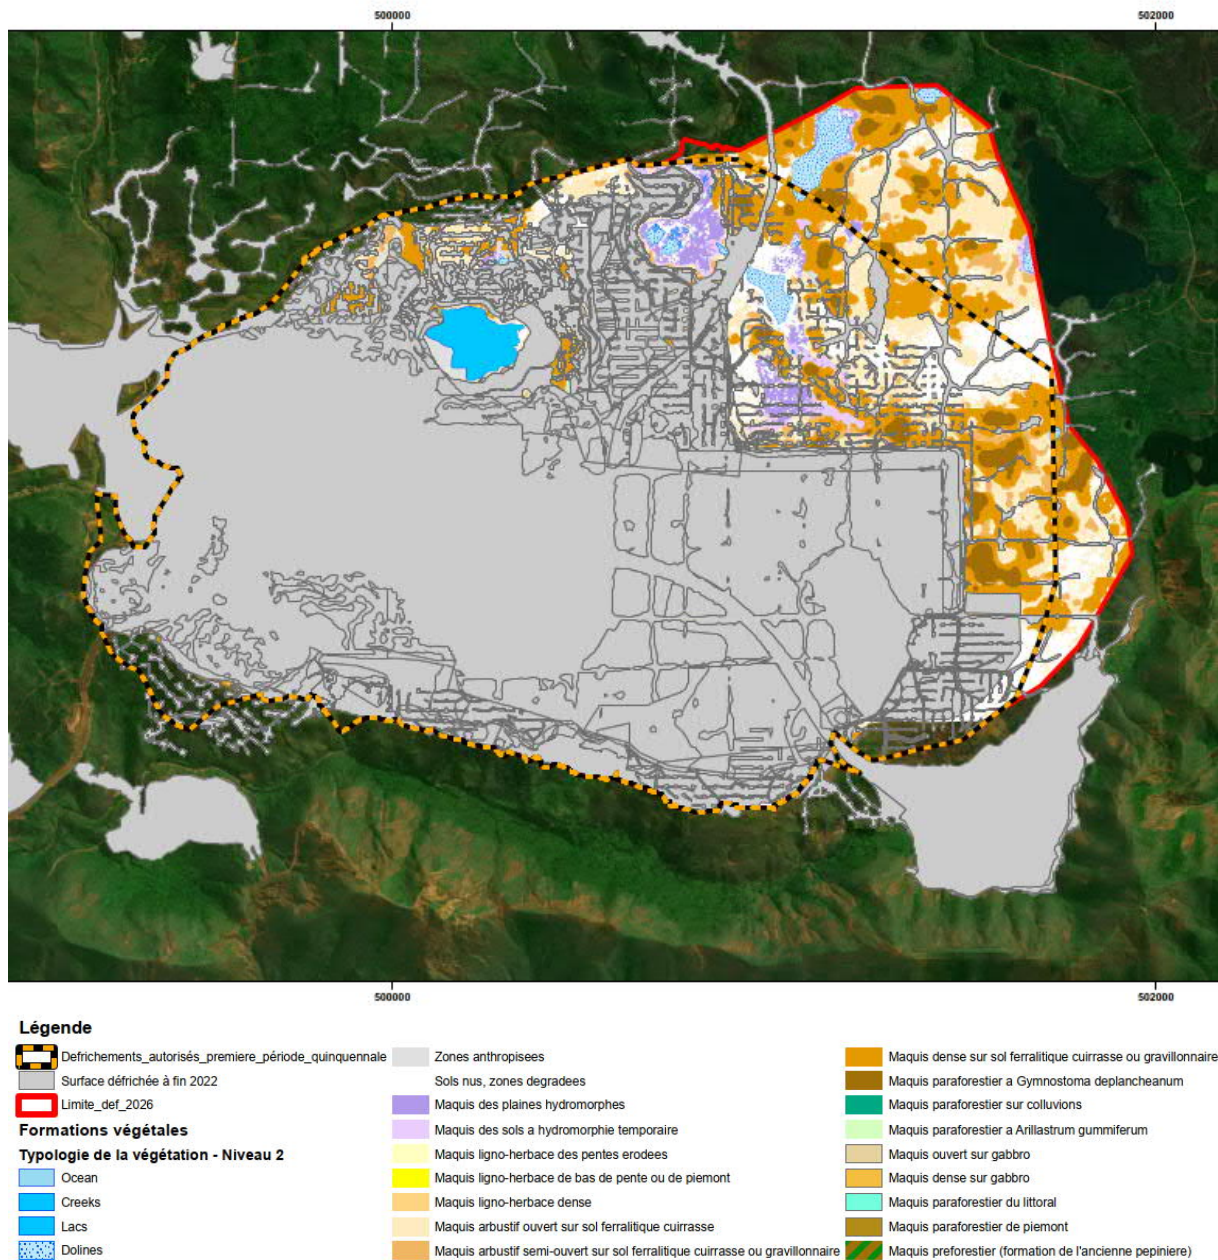 500000
502000
500000
502000
Légende
Defrichements_autorisés_premiere_période_quinquennale
Surface défrichée à fin 2022
Limite_def_2026
Formations végétales
Typologie de la végétation - Niveau 2
Ocean
Creeks
Lacs
Dolines
Zones anthropisees
Sols nus, zones degradees
Maquis des plaines hydromorphes
Maquis des sols a hydromorphie temporaire
Maquis ligno-herbace des pentes erodees
Maquis ligno-herbace de bas de pente ou de piemont
Maquis ligno-herbace dense
Maquis arbustif ouvert sur sol ferralitique cuirasse
Maquis arbustif semi-ouvert sur sol ferralitique cuirasse ou gravillonnaire
Maquis dense sur sol ferralitique cuirrasse ou gravillonnaire
Maquis paraforestier a Gymnostoma deplancheanum
Maquis paraforestier sur colluvions
Maquis paraforestier a Arillastrum gummiferum
Maquis ouvert sur gabbro
Maquis dense sur gabbro
Maquis paraforestier du littoral
Maquis paraforestier de piemont
Maquis preforestier (formation de l'ancienne pepiniere)